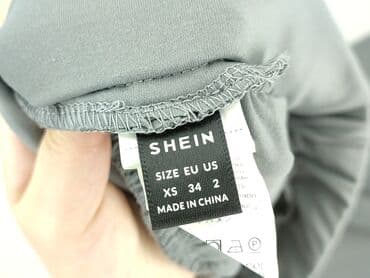 SHEIN
SIZE EU US
XS 34 2
MADE IN CHINA